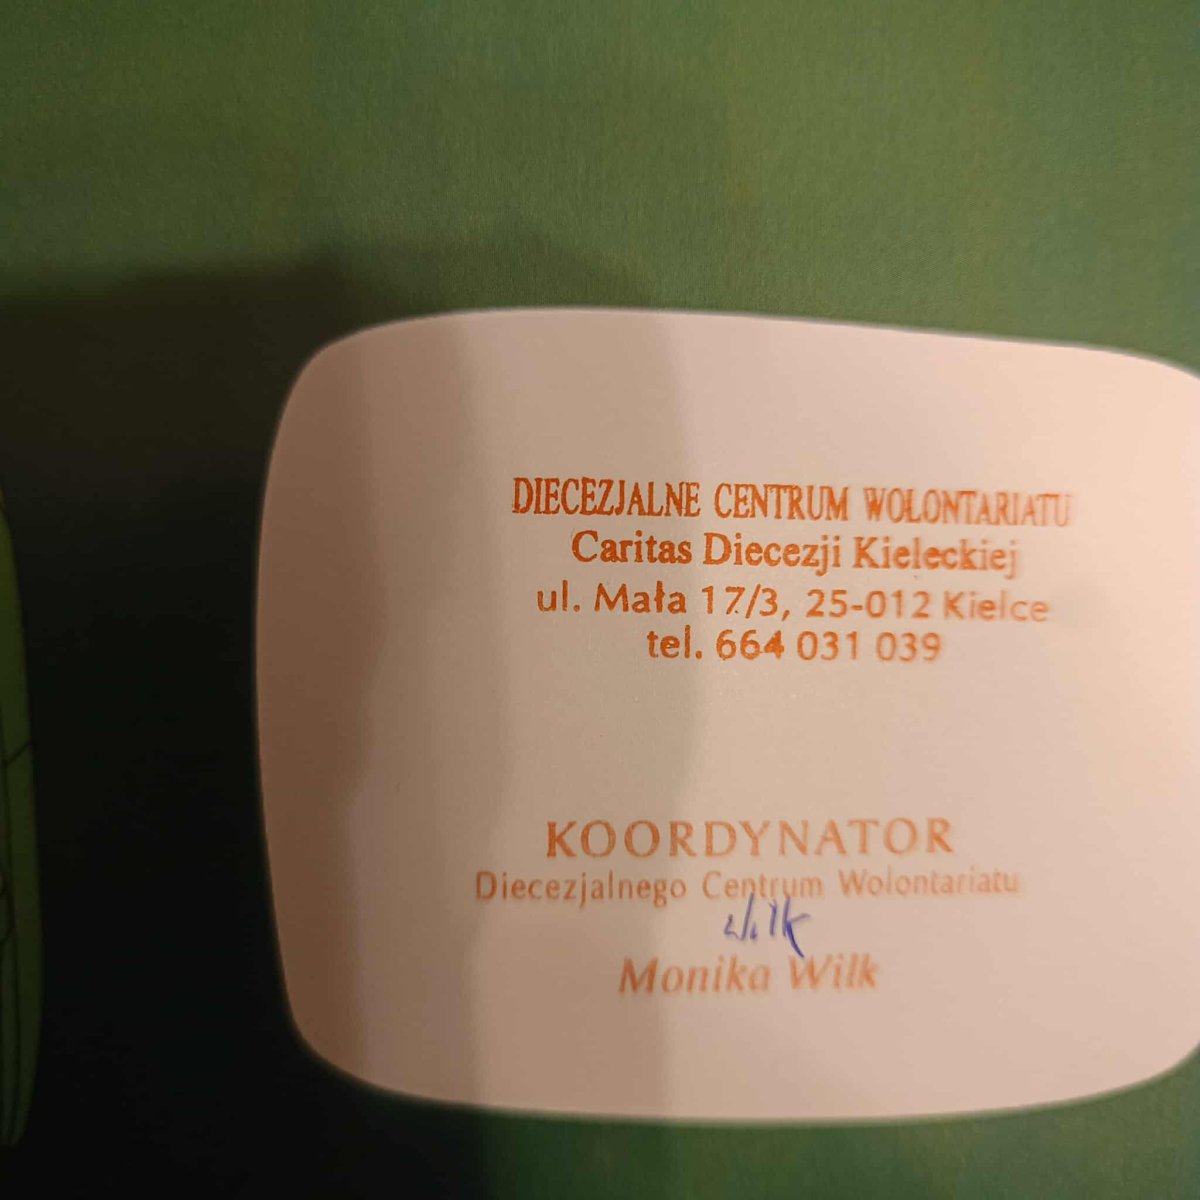 DIECEZJALNE CENTRUM WOLONTARIATU
Caritas Diecezji Kieleckiej
ul. Mała 17/3, 25-012 Kielce
tel. 664 031 039
KOORDYNATOR
Diecezjalnego Centrum Wolontariatu
Wilk
Monika Wilk